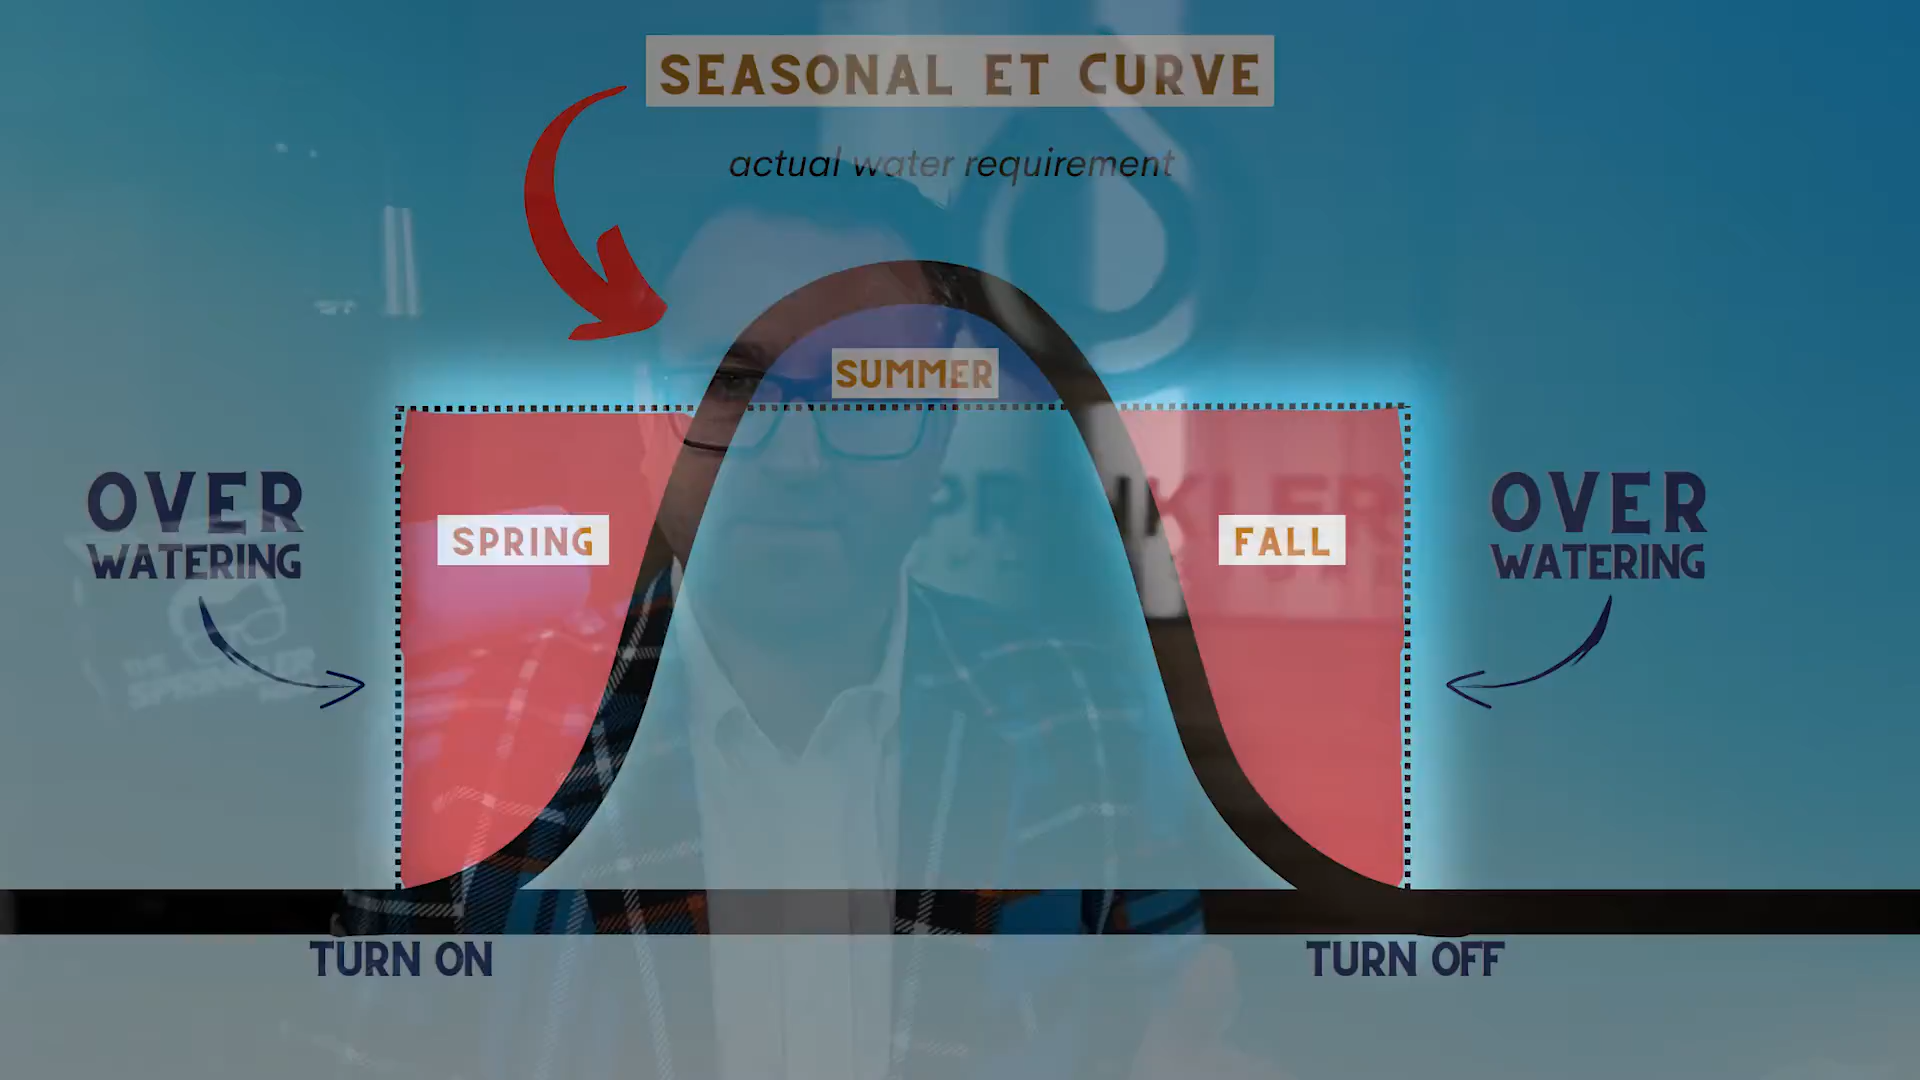 SEASONAL ET CURVE
actual water requirement
SUMMER
OVER
WATERING
SPRING
FALL
OVER
WATERING
TURN ON
TURN OFF